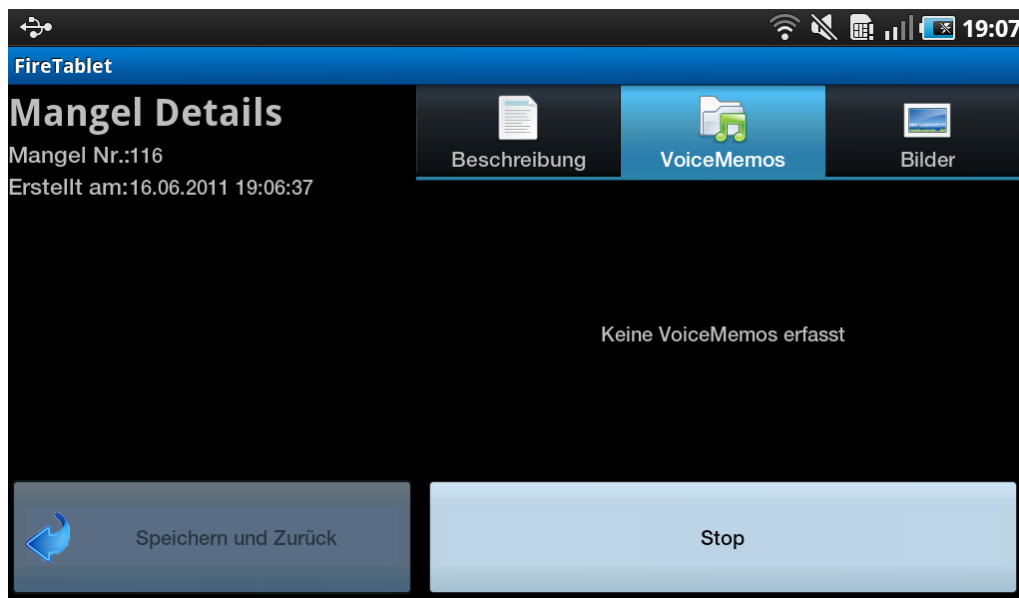 19:07
FireTablet
Mangel Details
Mangel Nr.:116
Erstellt am:16.06.2011 19:06:37
Beschreibung
VoiceMemos
Bilder
Keine VoiceMemos erfasst
Speichern und Zurück
Stop